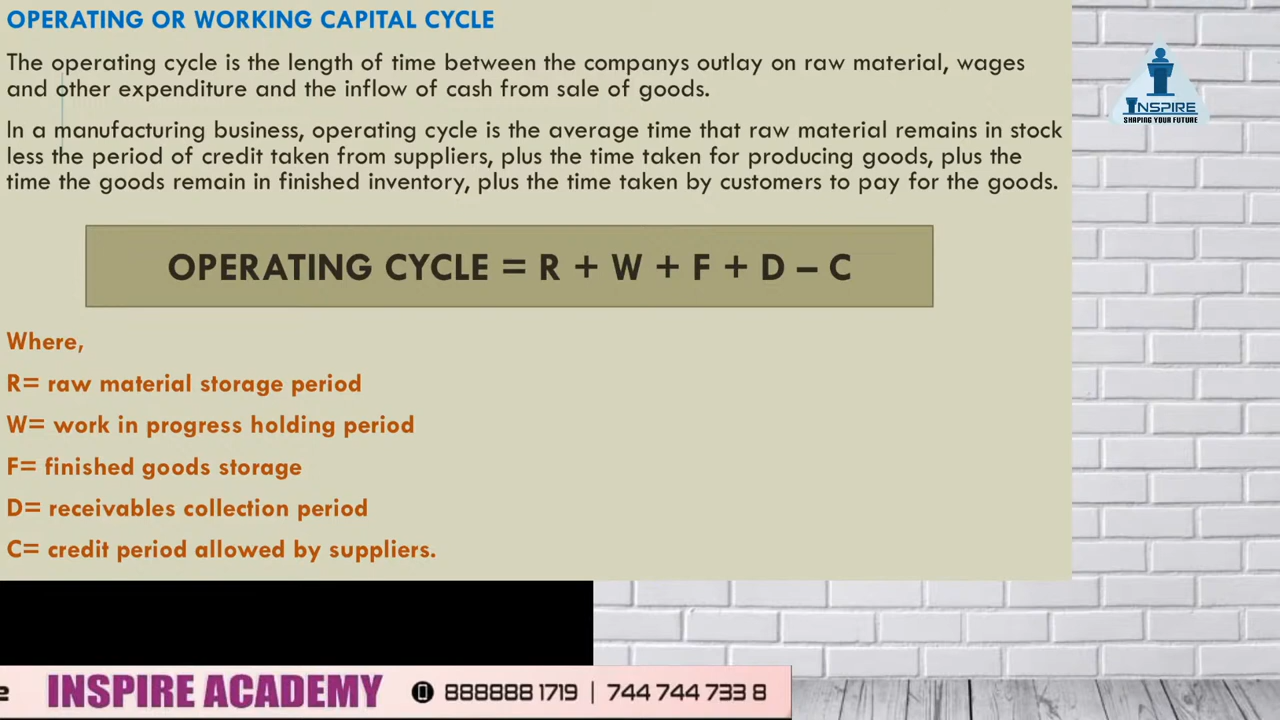 OPERATING OR WORKING CAPITAL CYCLE
The operating cycle is the length of time between the companys outlay on raw material, wages
and other expenditure and the inflow of cash from sale of goods.
In a manufacturing business, operating cycle is the average time that raw material remains in stock
less the period of credit taken from suppliers, plus the time taken for producing goods, plus the
time the goods remain in finished inventory, plus the time taken by customers to pay for the goods.
OPERATING CYCLE = R + W + F + D – C
Where,
R= raw material storage period
W= work in progress holding period
F= finished goods storage
D= receivables collection period
C= credit period allowed by suppliers.
INSPIRE
SHAPING YOUR FUTURE
INSPIRE ACADEMY 888888 1719 | 744 744 733 8